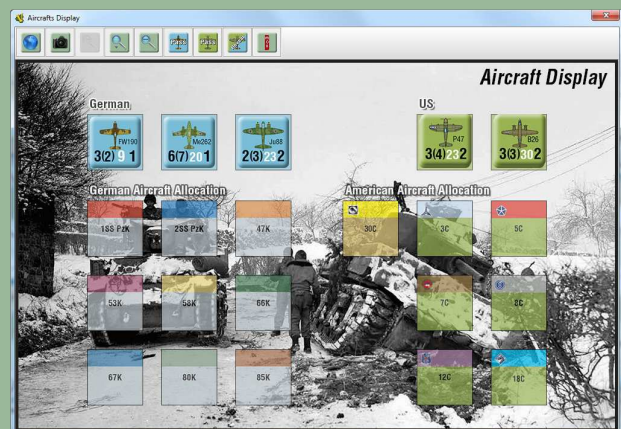 Aircrafts Display
Pass Pass
Aircraft Display
German US
FW190 Me262 Ju88 P47 B26
3(2) 9 1 6(7) 20 1 2(3) 23 2 3(4) 23 2 3(3) 30 2
German Aircraft Allocation American Aircraft Allocation
1SS PzK 2SS PzK 47K 30C 3C 5C
53K 58K 66K 7C 8C
67K 80K 85K 12C 18C